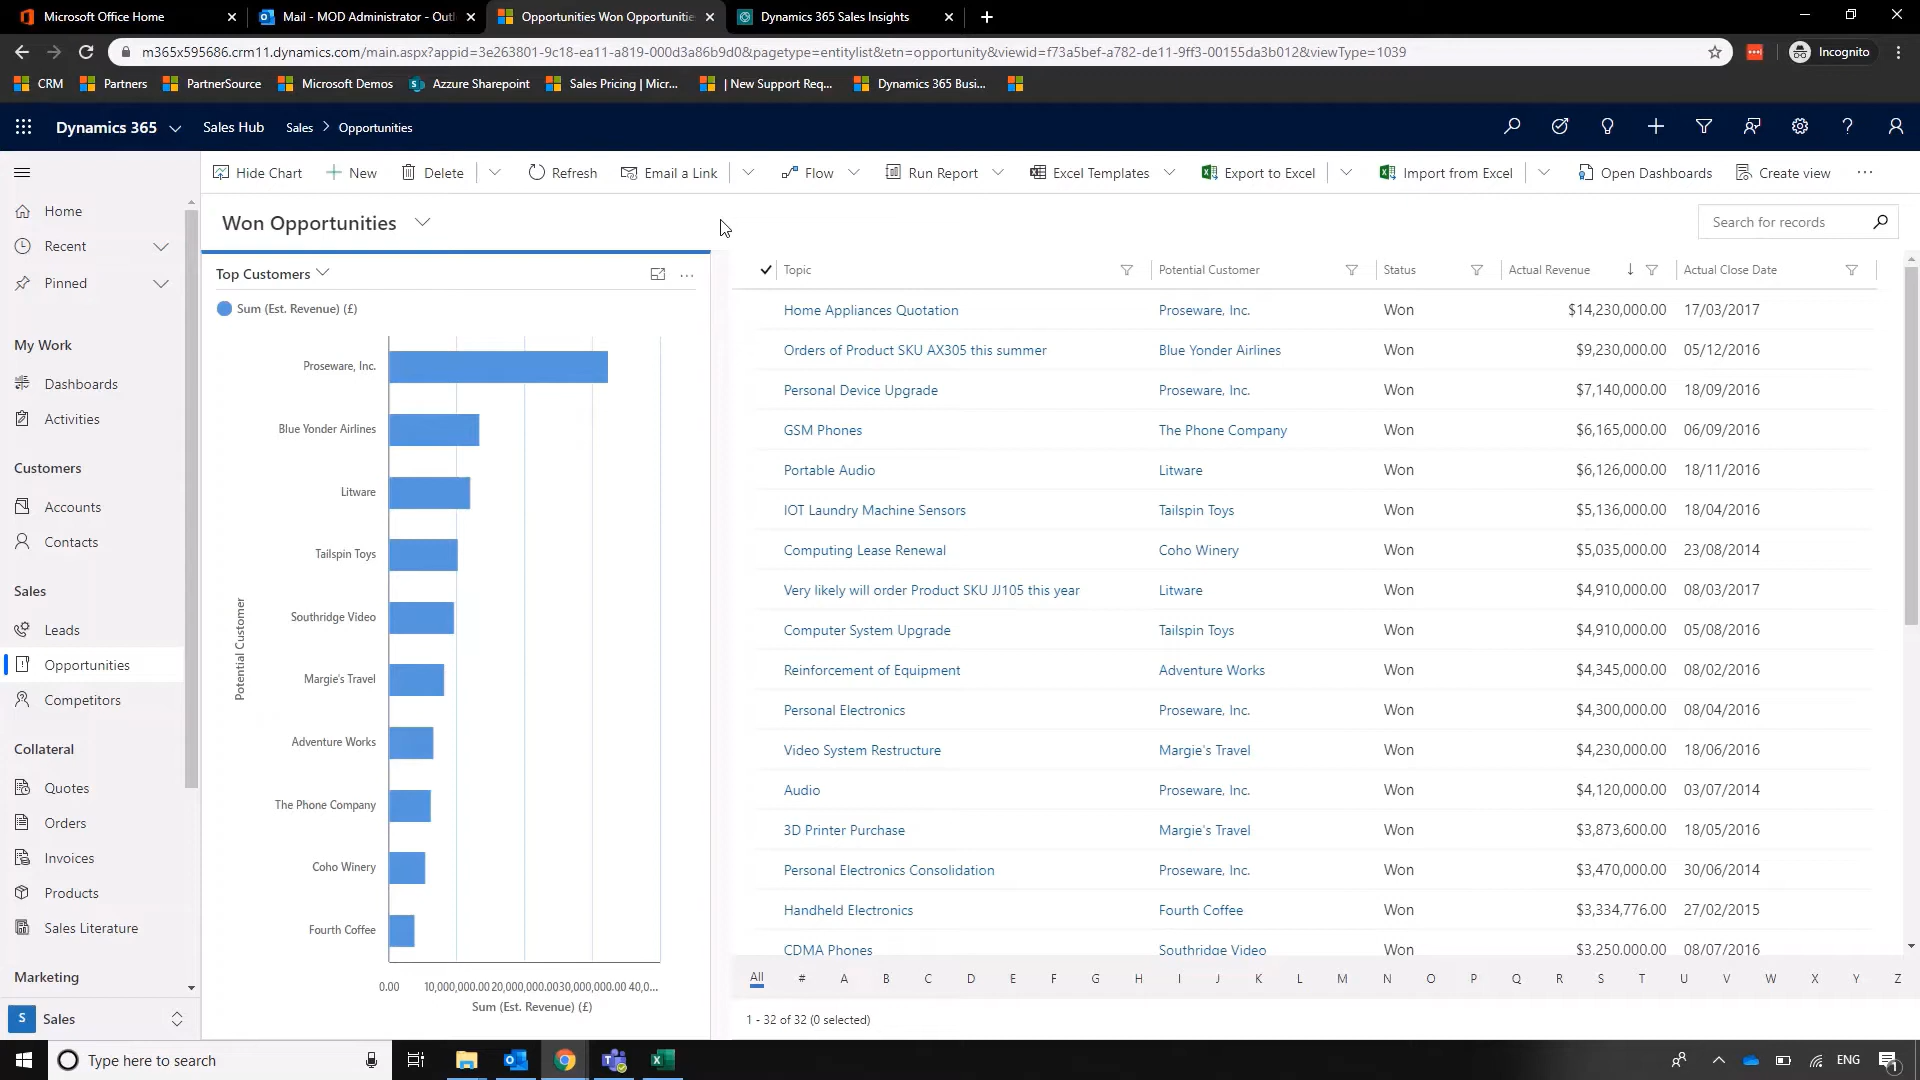 Microsoft Office Home
Mail - MOD Administrator - Outl
Opportunities Won Opportunitie
Dynamics 365 Sales Insights
m365x595686.crm11.dynamics.com/main.aspx?appid=3e263801-9c18-ea11-a819-000d3a86b9d0&pagetype=entitylist&etn=opportunity&viewid=f73a5bef-a782-de11-9ff3-00155da3b012&viewType=1039
Incognito
CRM
Partners
PartnerSource
Microsoft Demos
Azzure Sharepoint
Sales Pricing | Micr...
| New Support Req...
Dynamics 365 Busi...
Dynamics 365
Sales Hub
Sales > Opportunities
Hide Chart
New
Delete
Refresh
Email a Link
Flow
Run Report
Excel Templates
Export to Excel
Import from Excel
Open Dashboards
Create view
Home
Recent
Pinned
My Work
Dashboards
Activities
Customers
Accounts
Contacts
Sales
Leads
Opportunities
Competitors
Collateral
Quotes
Orders
Invoices
Products
Sales Literature
Marketing
S Sales
Won Opportunities
Search for records
Top Customers
Sum (Est. Revenue) (£)
Potential Customer
Proseware, Inc.
Blue Yonder Airlines
Litware
Tailspin Toys
Southridge Video
Margie's Travel
Adventure Works
The Phone Company
Coho Winery
Fourth Coffee
0.00 10,000,000.00 20,000,000.00 30,000,000.00 40,0...
Sum (Est. Revenue) (£)
Topic Potential Customer Status Actual Revenue ↓ Actual Close Date
Home Appliances Quotation Proseware, Inc. Won $14,230,000.00 17/03/2017
Orders of Product SKU AX305 this summer Blue Yonder Airlines Won $9,230,000.00 05/12/2016
Personal Device Upgrade Proseware, Inc. Won $7,140,000.00 18/09/2016
GSM Phones The Phone Company Won $6,165,000.00 06/09/2016
Portable Audio Litware Won $6,126,000.00 18/11/2016
IOT Laundry Machine Sensors Tailspin Toys Won $5,136,000.00 18/04/2016
Computing Lease Renewal Coho Winery Won $5,035,000.00 23/08/2014
Very likely will order Product SKU JJ105 this year Litware Won $4,910,000.00 08/03/2017
Computer System Upgrade Tailspin Toys Won $4,910,000.00 05/08/2016
Reinforcement of Equipment Adventure Works Won $4,345,000.00 08/02/2016
Personal Electronics Proseware, Inc. Won $4,300,000.00 08/04/2016
Video System Restructure Margie's Travel Won $4,230,000.00 18/06/2016
Audio Proseware, Inc. Won $4,120,000.00 03/07/2014
3D Printer Purchase Margie's Travel Won $3,873,600.00 18/05/2016
Personal Electronics Consolidation Proseware, Inc. Won $3,470,000.00 30/06/2014
Handheld Electronics Fourth Coffee Won $3,334,776.00 27/02/2015
CDMA Phones Southridge Video Won $3,250,000.00 08/07/2016
All # A B C D E F G H I J K L M N O P Q R S T U V W X Y Z
1 - 32 of 32 (0 selected)
Type here to search
ENG
1